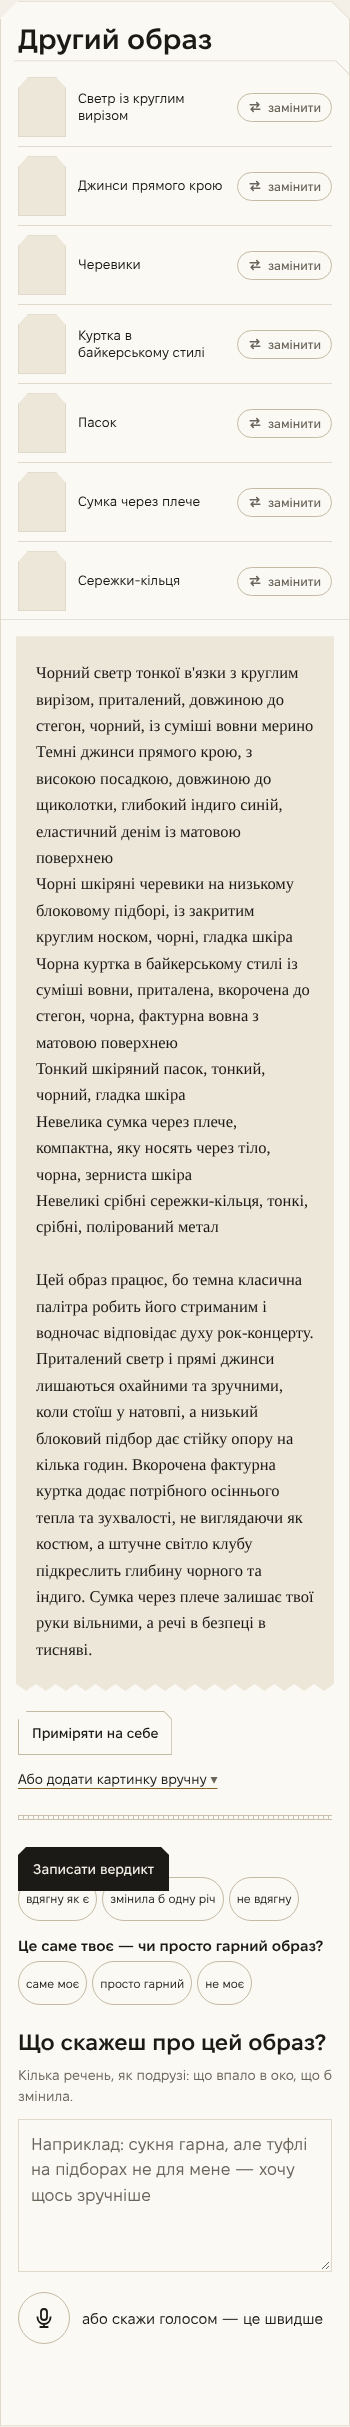 Другий образ
Светр із круглим
вирізом
замінити
Джинси прямого крою
замінити
Черевики
замінити
Куртка в
байкерському стилі
замінити
Пасок
замінити
Сумка через плече
замінити
Сережки-кільця
замінити
Чорний светр тонкої в'язки з круглим
вирізом, приталений, довжиною до
стегон, чорний, із суміші вовни мерино
Темні джинси прямого крою, з
високою посадкою, довжиною до
щиколотки, глибокий індиго синій,
еластичний денім із матовою
поверхнею
Чорні шкіряні черевики на низькому
блоковому підборі, із закритим
круглим носком, чорні, гладка шкіра
Чорна куртка в байкерському стилі із
суміші вовни, приталена, вкорочена до
стегон, чорна, фактурна вовна з
матовою поверхнею
Тонкий шкіряний пасок, тонкий,
чорний, гладка шкіра
Невелика сумка через плече,
компактна, яку носять через тіло,
чорна, зерниста шкіра
Невеликі срібні сережки-кільця, тонкі,
срібні, полірований метал
Цей образ працює, бо темна класична
палітра робить його стриманим і
водночас відповідає духу рок-концерту.
Приталений светр і прямі джинси
лишаються охайними та зручними,
коли стоїш у натовпі, а низький
блоковий підбор дає стійку опору на
кілька годин. Вкорочена фактурна
куртка додає потрібного осіннього
тепла та зухвалості, не виглядаючи як
костюм, а штучне світло клубу
підкреслить глибину чорного та
індиго. Сумка через плече залишає твої
руки вільними, а речі в безпеці в
тисняві.
Приміряти на себе
Або додати картинку вручну ▾
Записати вердикт
вдягну як є
змінила б одну річ
не вдягну
Це саме твоє — чи просто гарний образ?
саме моє
просто гарний
не моє
Що скажеш про цей образ?
Кілька речень, як подрузі: що впало в око, що б
змінила.
Наприклад: сукня гарна, але туфлі
на підборах не для мене — хочу
щось зручніше
або скажи голосом — це швидше